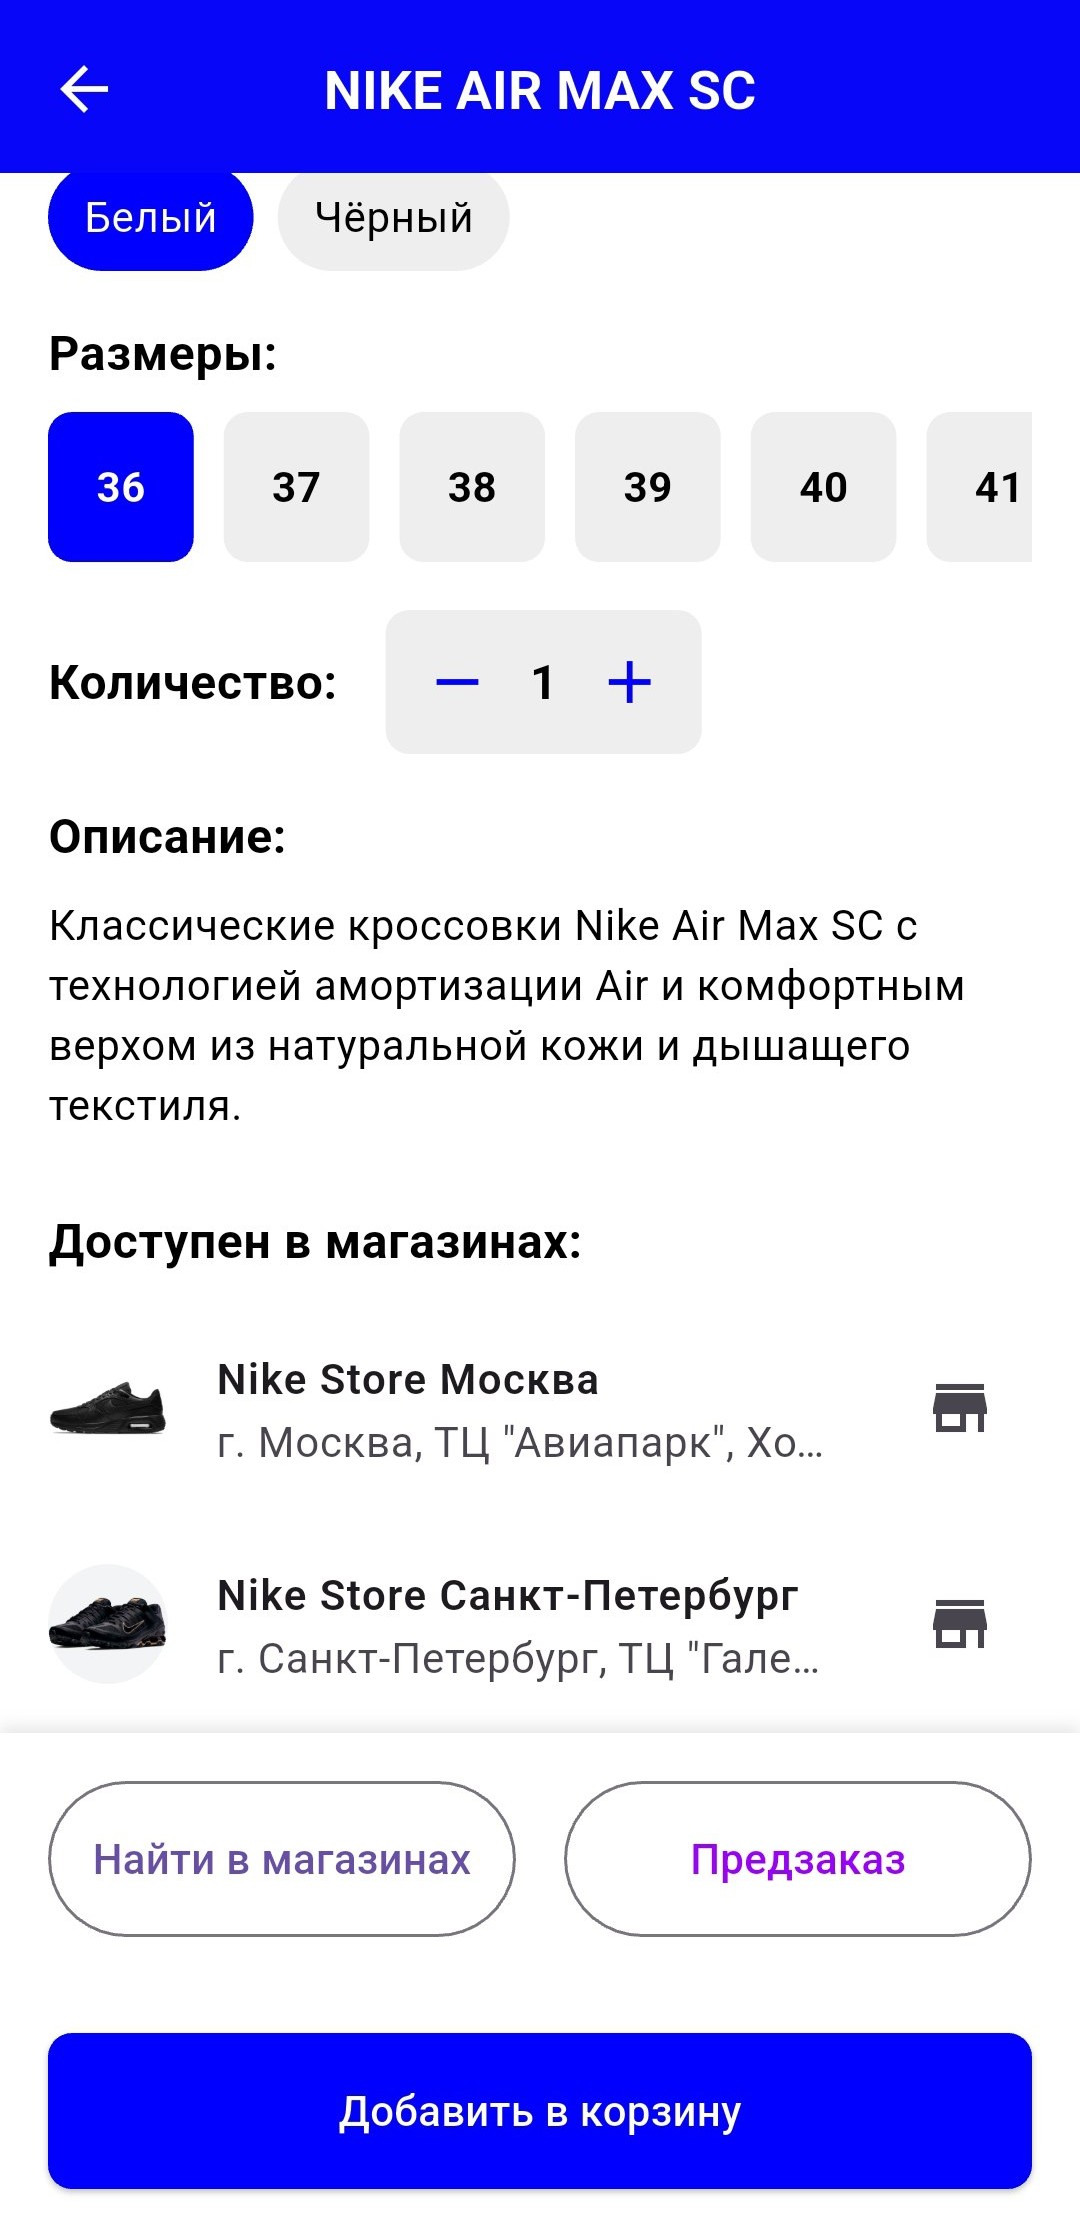 NIKE AIR MAX SC
Белый Чёрный
Размеры:
36 37 38 39 40 41
Количество: 1
Описание:
Классические кроссовки Nike Air Max SC с
технологией амортизации Air и комфортным
верхом из натуральной кожи и дышащего
текстиля.
Доступен в магазинах:
Nike Store Москва
г. Москва, ТЦ "Авиапарк", Хо...
Nike Store Санкт-Петербург
г. Санкт-Петербург, ТЦ "Гале...
Найти в магазинах Предзаказ
Добавить в корзину